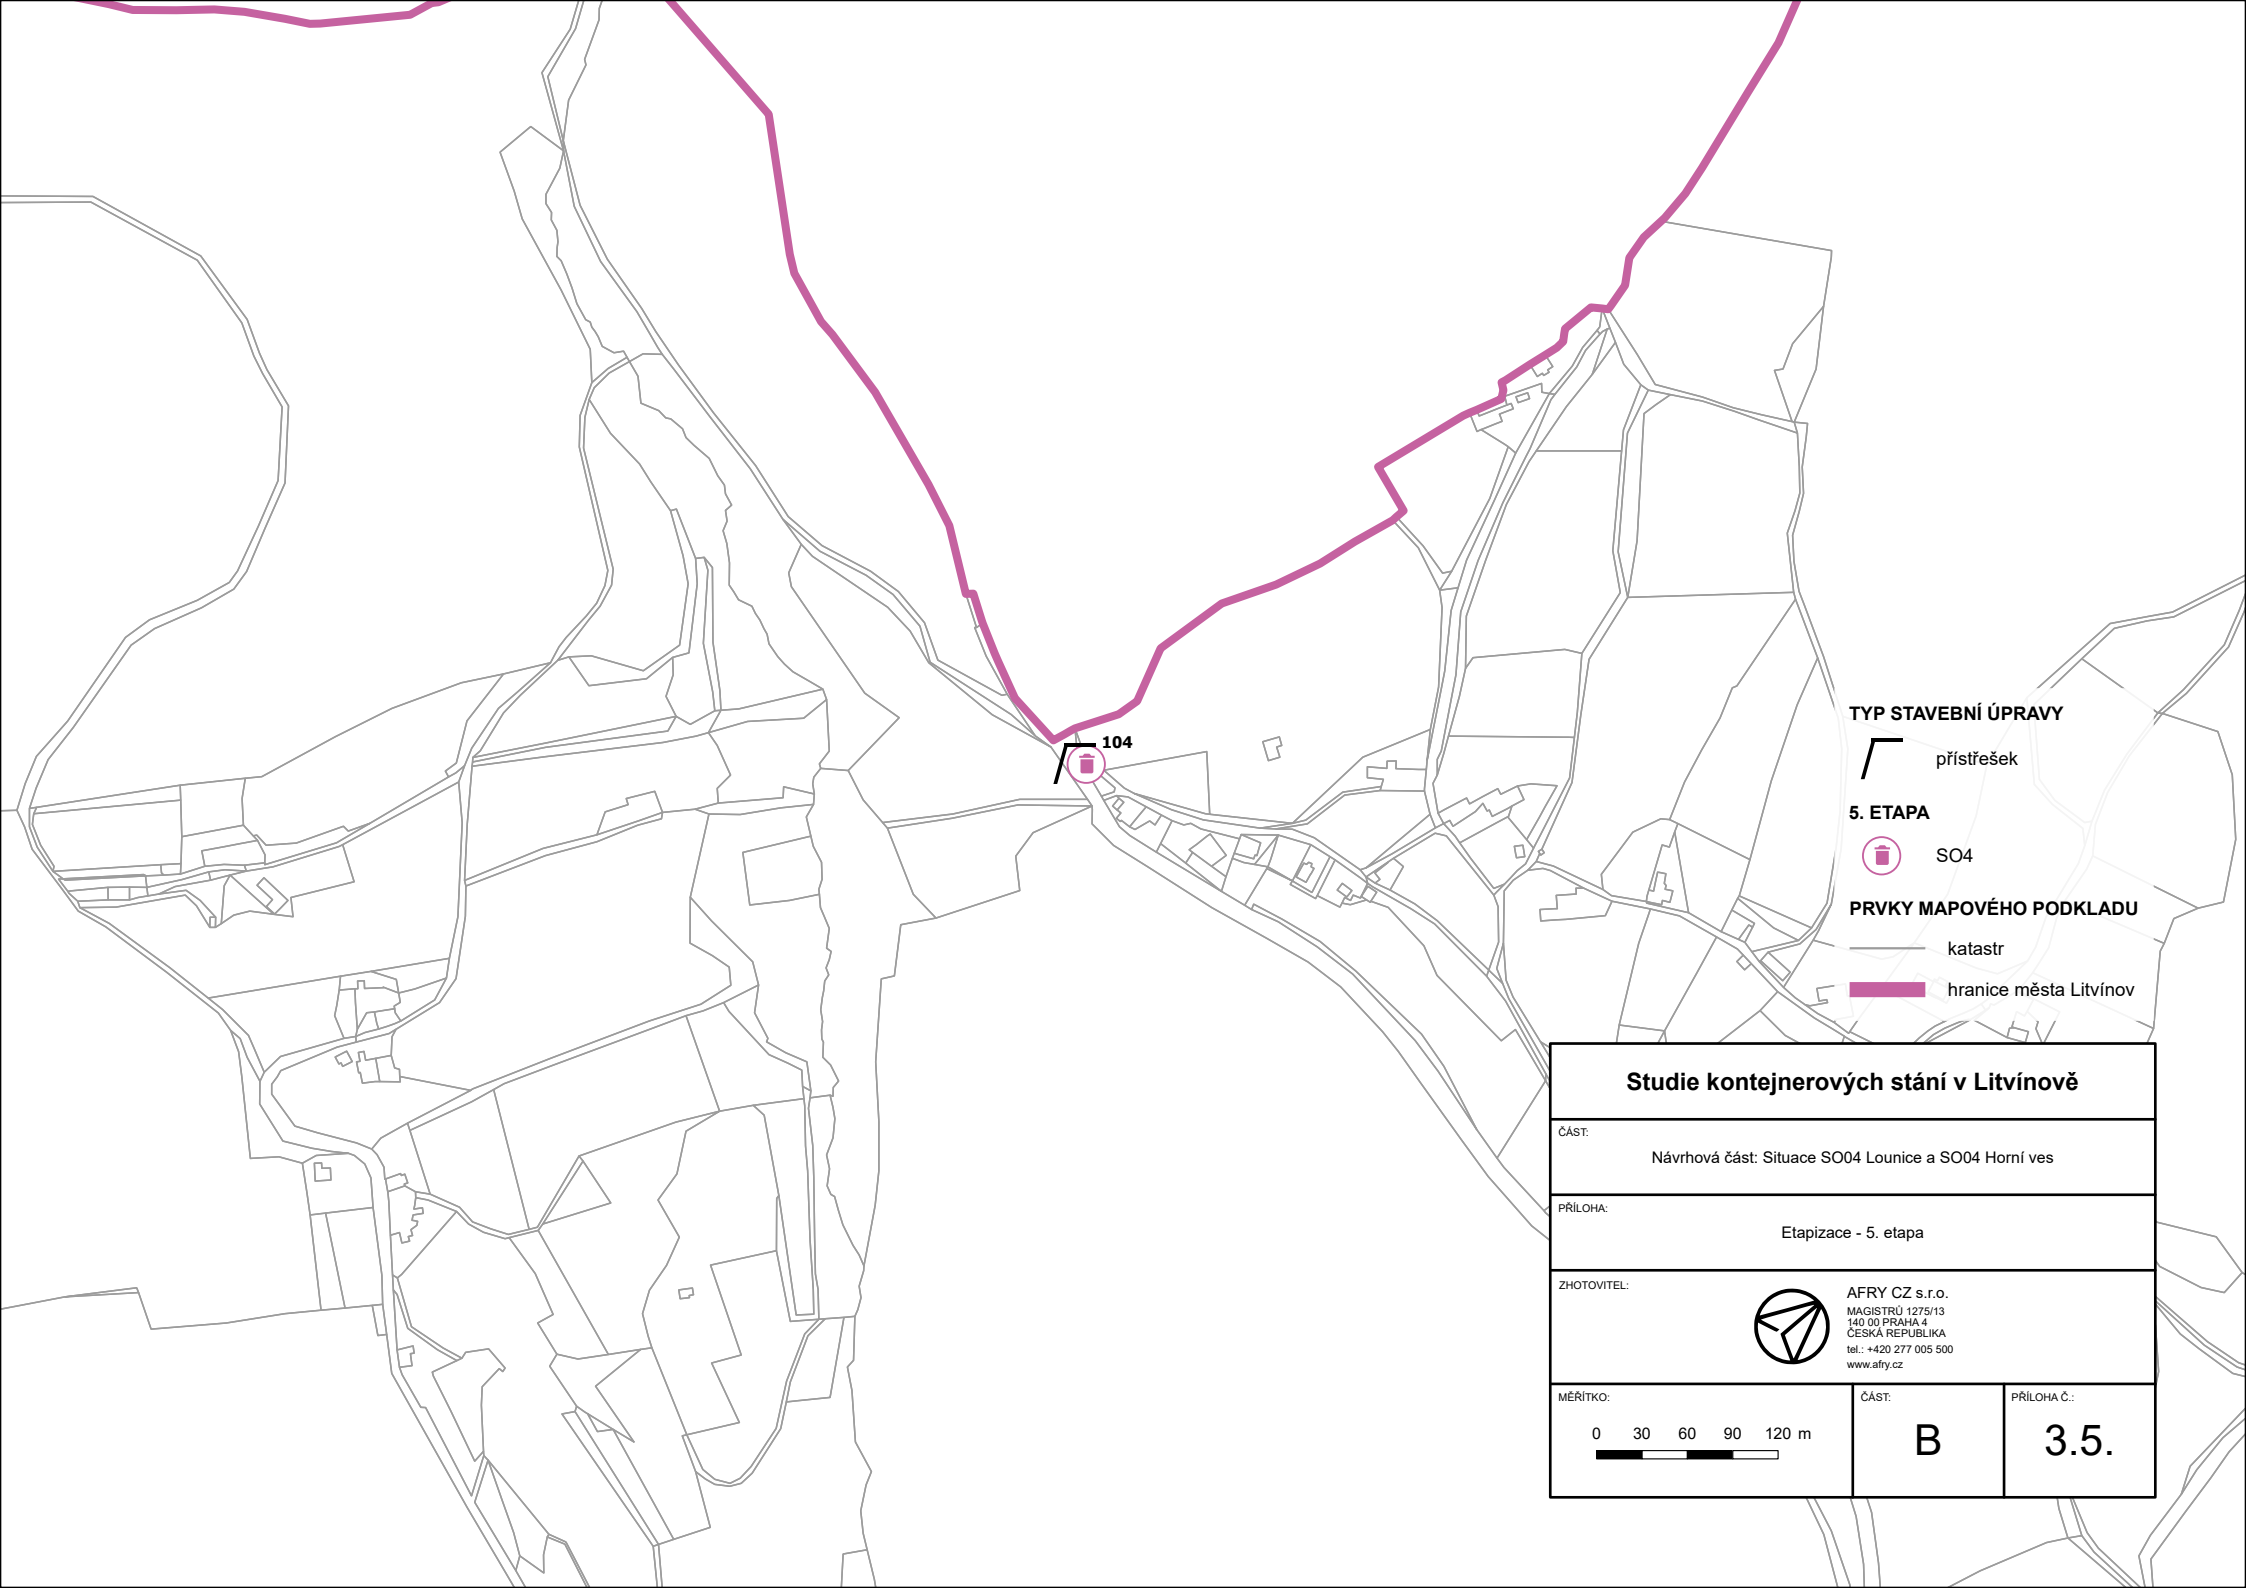 104
TYP STAVEBNÍ ÚPRAVY
přístřešek
5. ETAPA
SO4
PRVKY MAPOVÉHO PODKLADU
katastr
hranice města Litvínov
Studie kontejnerových stání v Litvínově
ČÁST:
Návrhová část: Situace SO04 Lounice a SO04 Horní ves
PŘÍLOHA:
Etapizace - 5. etapa
ZHOTOVITEL:
AFRY CZ s.r.o.
MAGISTRŮ 1275/13
140 00 PRAHA 4
ČESKÁ REPUBLIKA
tel.: +420 277 005 500
www.afry.cz
MĚŘÍTKO:
0 30 60 90 120 m
ČÁST:
B
PŘÍLOHA Č.:
3.5.